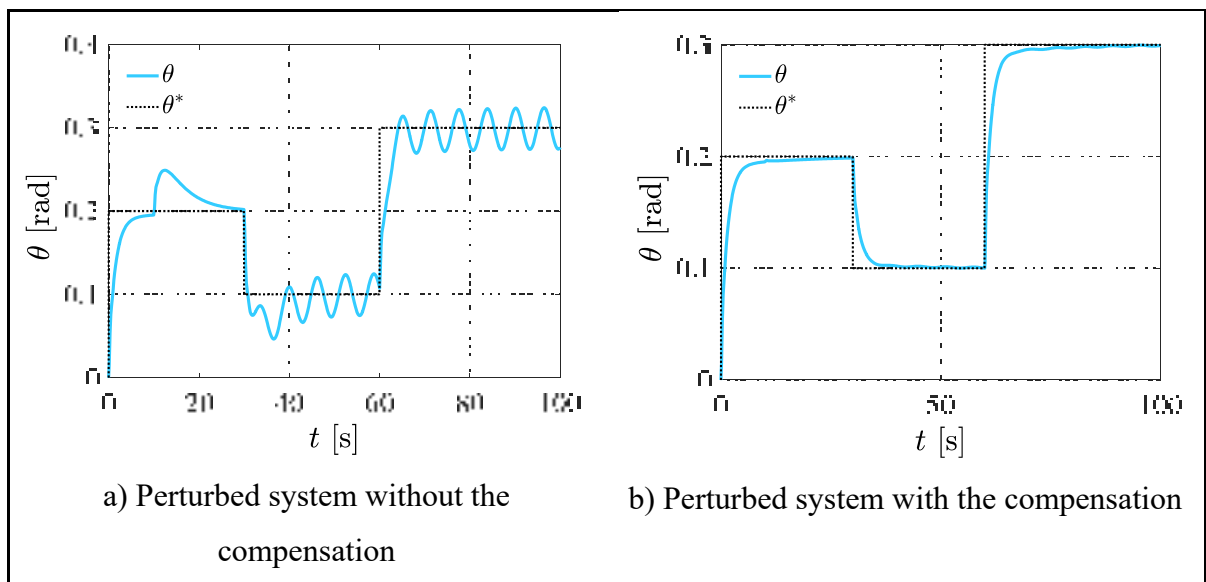 0.4
θ
θ*
0.3
0.2
0.1
0
θ [rad]
0 20 40 60 80 100
t [s]
a) Perturbed system without the
compensation
0.3
θ
θ*
0.2
0.1
0
θ [rad]
0 50 100
t [s]
b) Perturbed system with the compensation